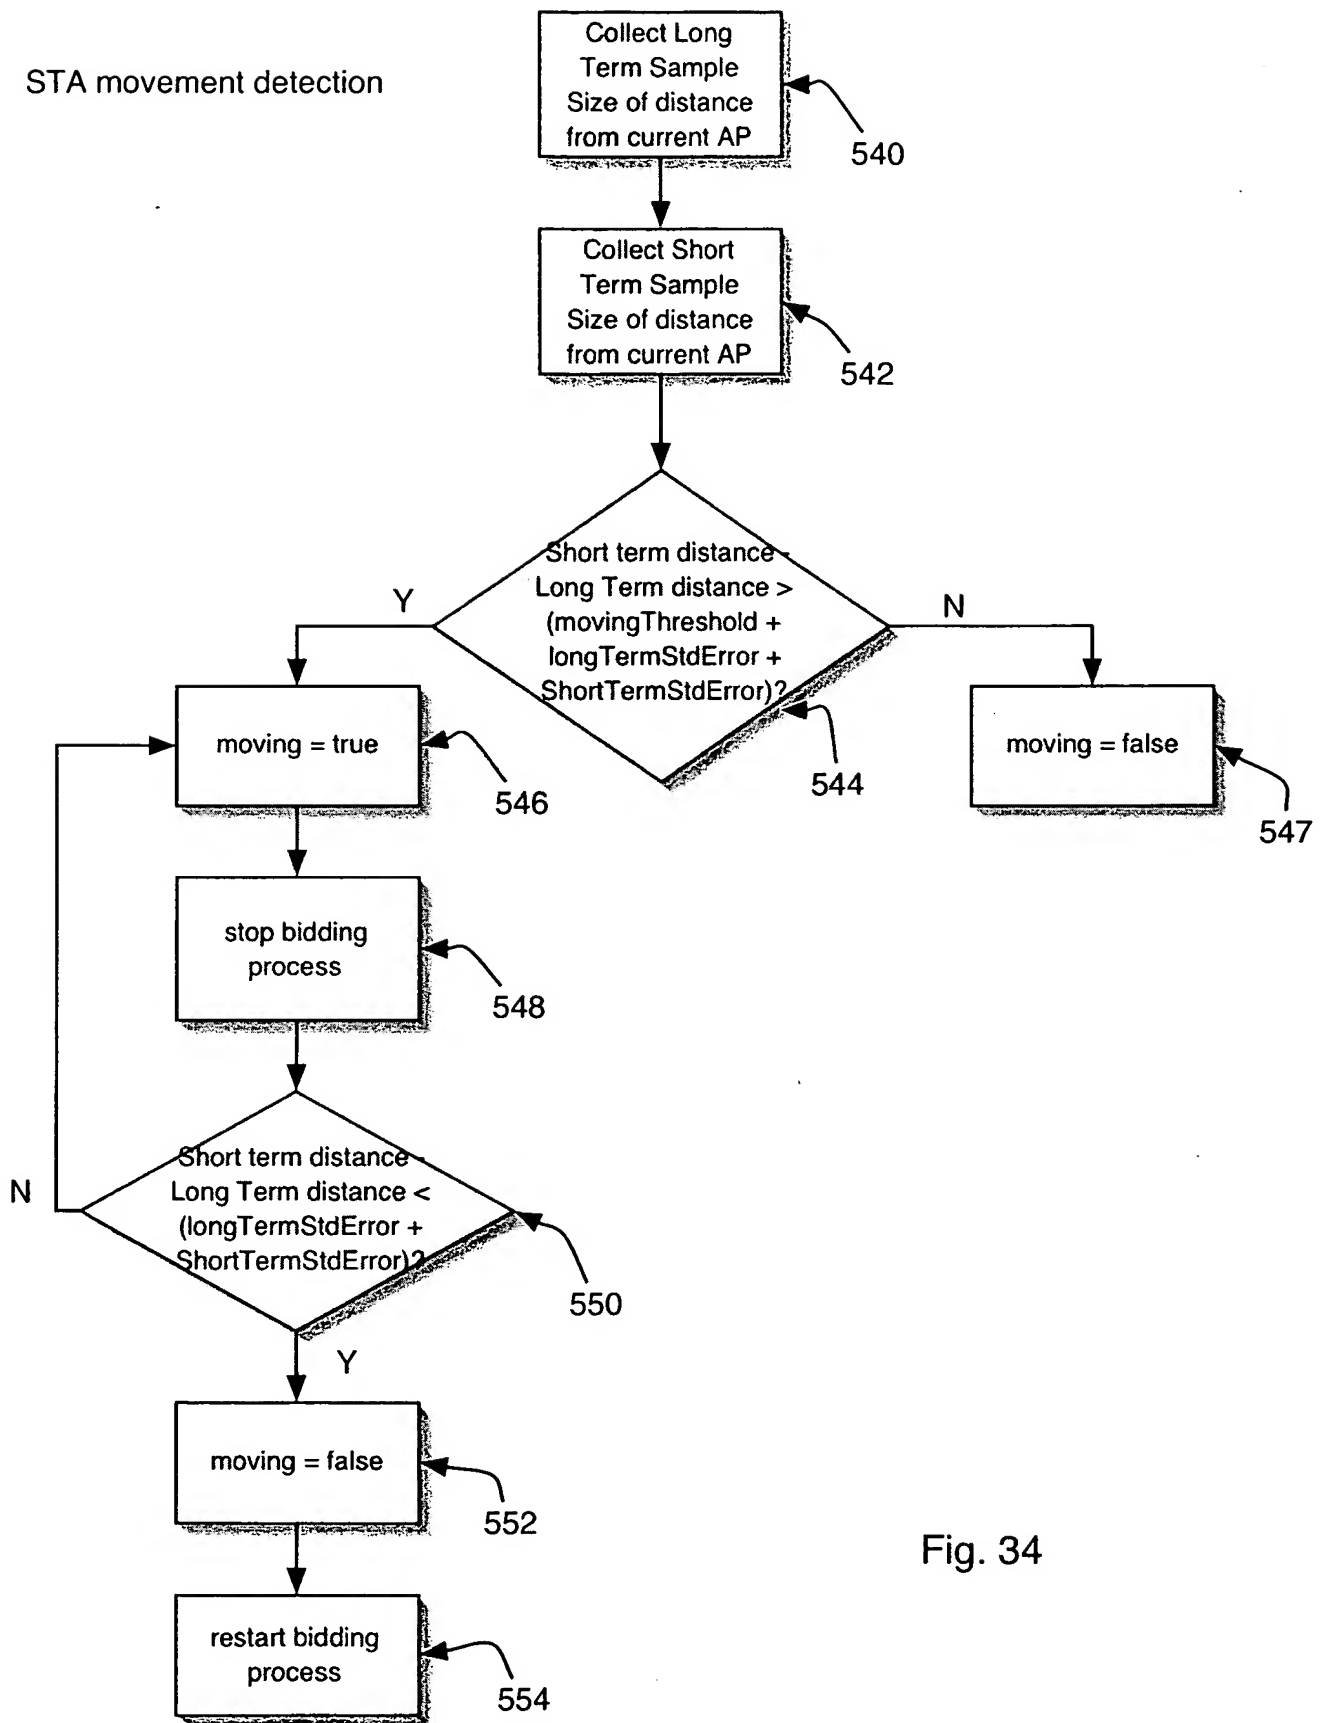 STA movement detection
Collect Long
Term Sample
Size of distance
from current AP
540
Collect Short
Term Sample
Size of distance
from current AP
542
Short term distance -
Long Term distance >
(movingThreshold +
longTermStdError +
ShortTermStdError)?
544
Y
N
moving = true
546
moving = false
547
stop bidding
process
548
Short term distance -
Long Term distance <
(longTermStdError +
ShortTermStdError)?
550
N
Y
moving = false
552
restart bidding
process
554
Fig. 34